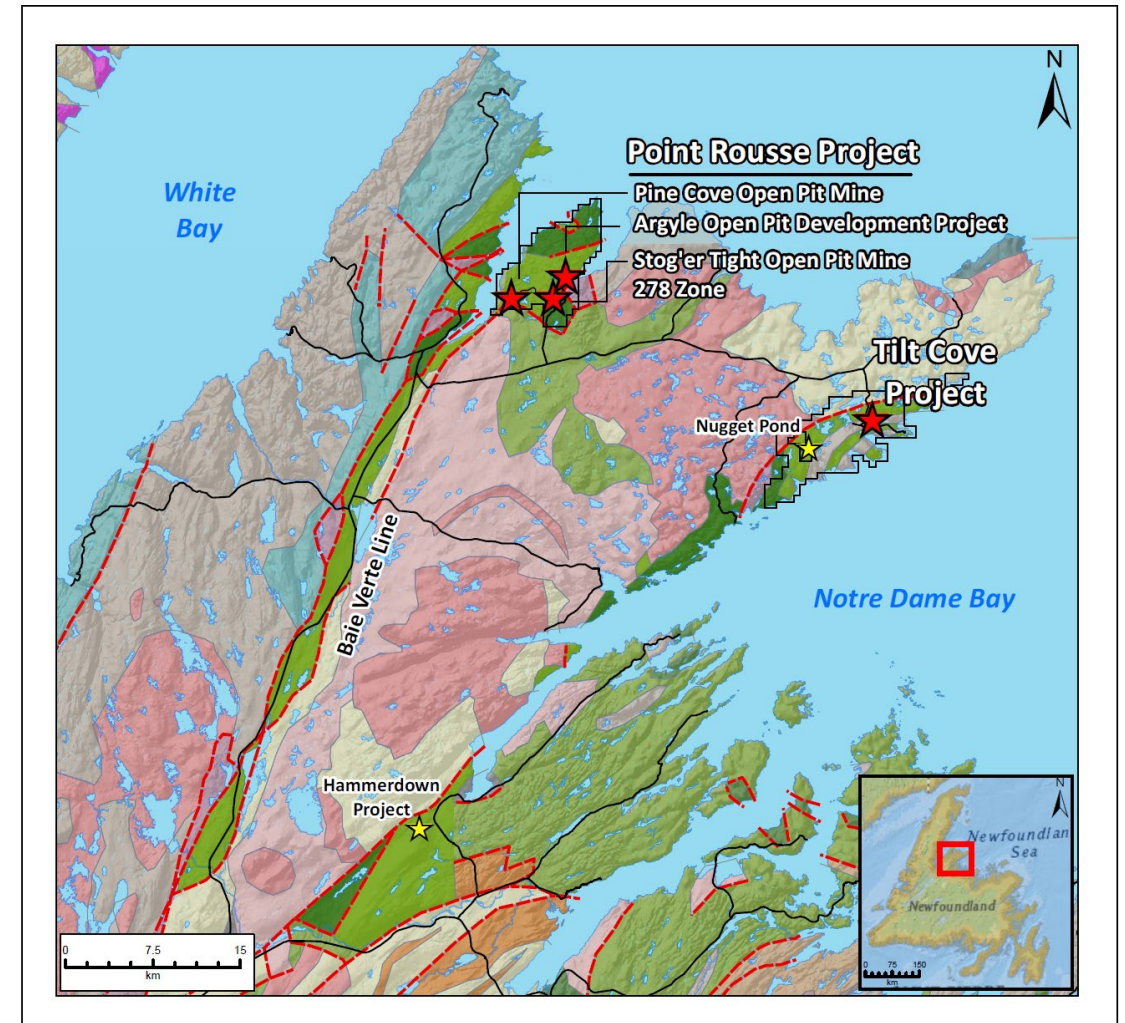 N
White
Bay
Point Rousse Project
Pine Cove Open Pit Mine
Argyle Open Pit Development Project
Stog'er Tight Open Pit Mine
278 Zone
Tilt Cove
Project
Nugget Pond
Baie Verte Line
Notre Dame Bay
Hammerdown
Project
0 7.5 15
km
N
Newfoundlan
Sea
Newfoundland
0 75 150
km